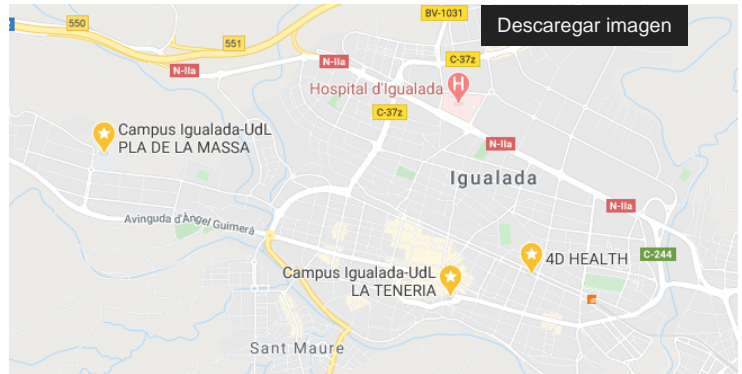 BV-1031
Descaregar imagen
550
551
N-IIa
N-IIa
C-37z
Hospital d'Igualada
H
C-37z
Campus Igualada-UdL
PLA DE LA MASSA
N-IIa
Igualada
N-IIa
Avinguda d'Àngel Guimerà
4D HEALTH
C-244
Campus Igualada-UdL
LA TENERIA
Sant Maure